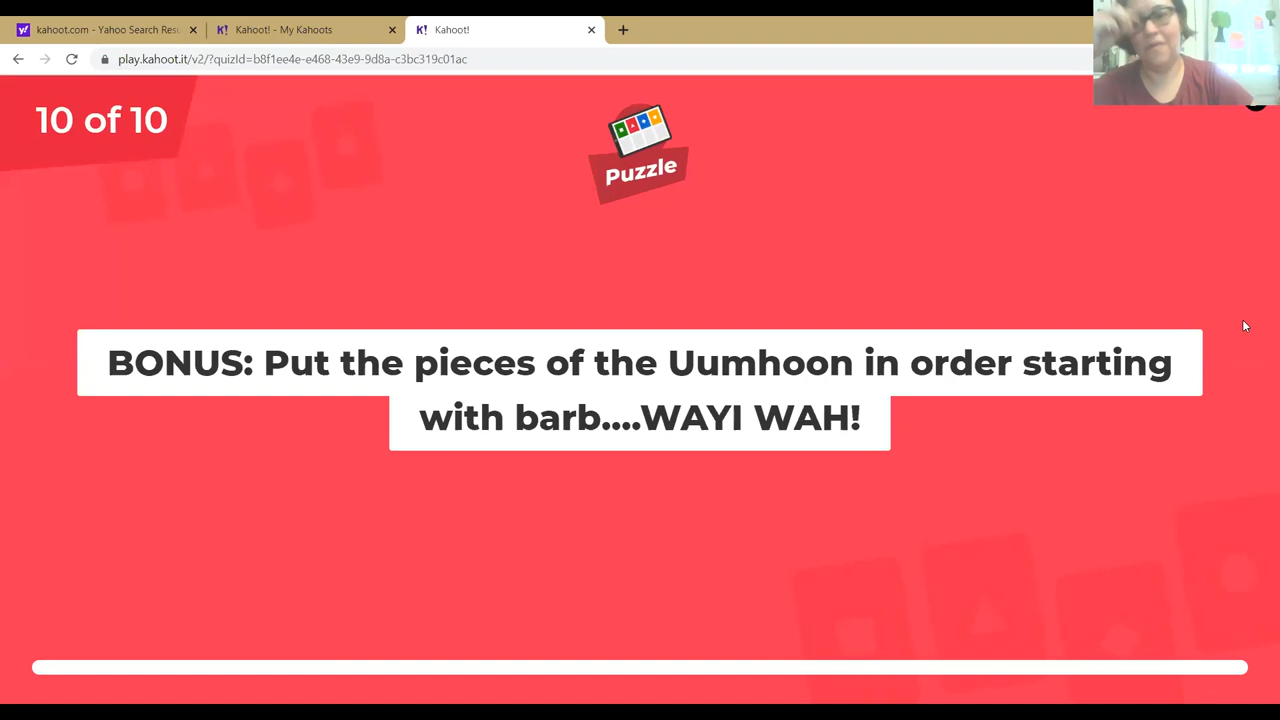 kahoot.com - Yahoo Search Resu
Kahoot! - My Kahoots
Kahoot!
play.kahoot.it/v2/?quizId=b8f1ee4e-e468-43e9-9d8a-c3bc319c01ac
10 of 10
Puzzle
BONUS: Put the pieces of the Uumhoon in order starting
with barb....WAYI WAH!